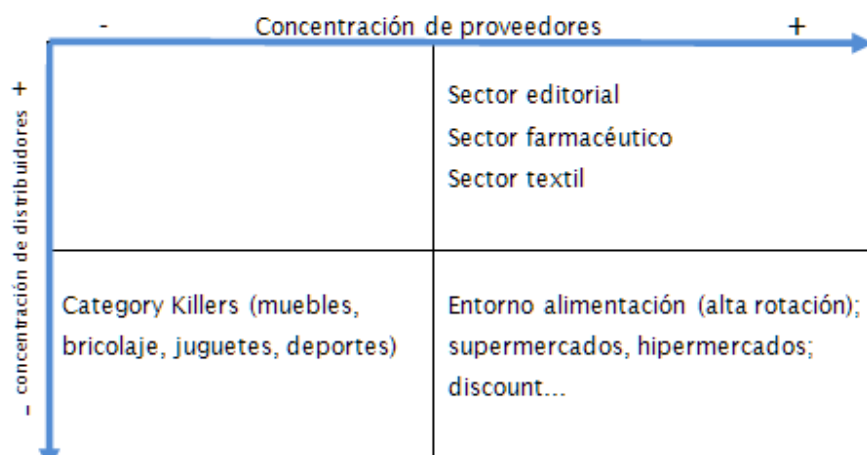 - Concentración de proveedores +
– concentración de distribuidores +
Sector editorial
Sector farmacéutico
Sector textil
Category Killers (muebles,
bricolaje, juguetes, deportes)
Entorno alimentación (alta rotación);
supermercados, hipermercados;
discount...